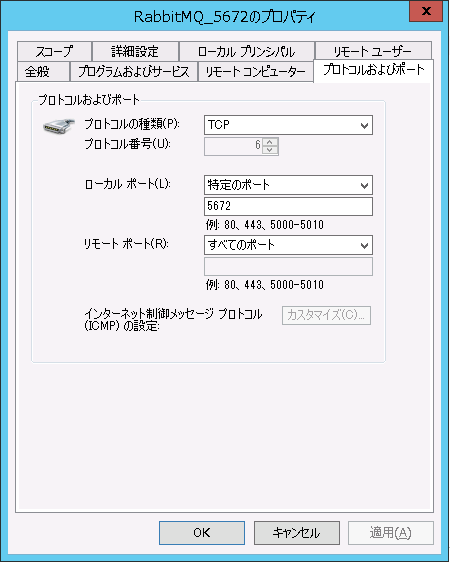 RabbitMQ_5672のプロパティ
x
スコープ
詳細設定
ローカル プリンシパル
リモート ユーザー
全般
プログラムおよびサービス
リモート コンピューター
プロトコルおよびポート
プロトコルおよびポート
プロトコルの種類(P):
TCP
プロトコル番号(U):
6
ローカル ポート(L):
特定のポート
5672
例: 80、443、5000-5010
リモート ポート(R):
すべてのポート
例: 80、443、5000-5010
インターネット制御メッセージ プロトコル
(ICMP) の設定:
カスタマイズ(C)...
OK
キャンセル
適用(A)